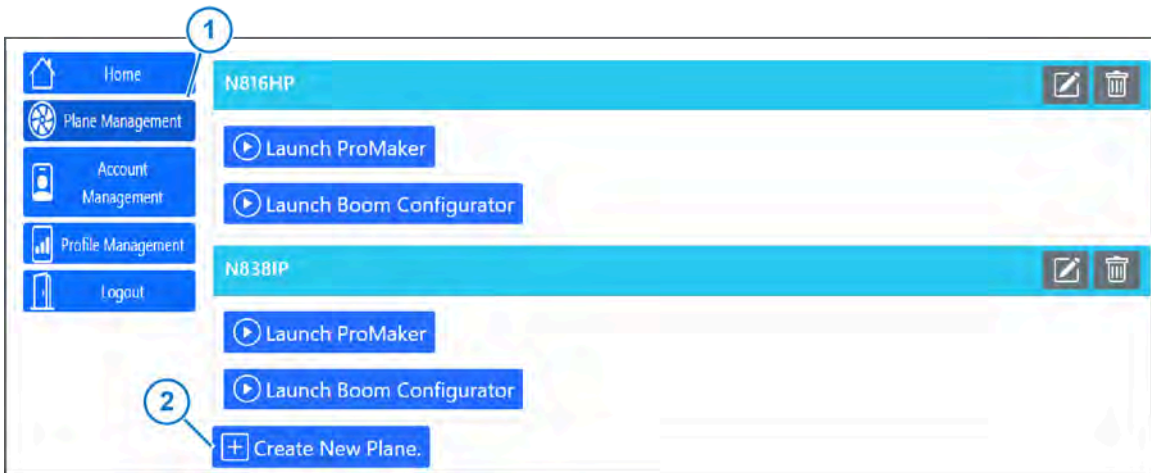 1
Home
Plane Management
Account
Management
Profile Management
Logout
N816HP
Launch ProMaker
Launch Boom Configurator
N838IP
Launch ProMaker
Launch Boom Configurator
2
Create New Plane.